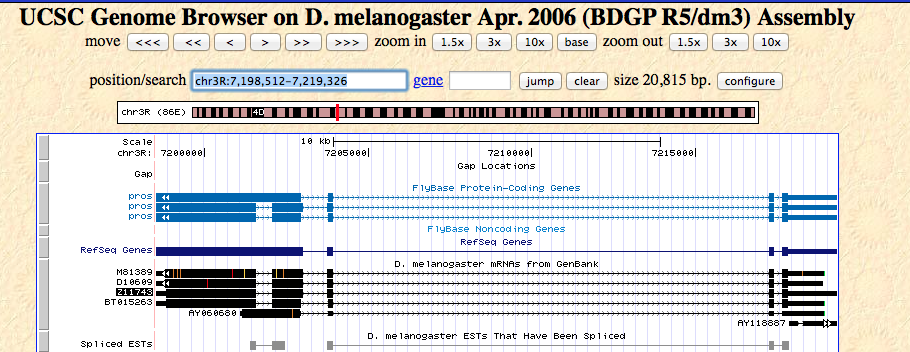 UCSC Genome Browser on D. melanogaster Apr. 2006 (BDGP R5/dm3) Assembly
move <<< << < > >> >>> zoom in 1.5x 3x 10x base zoom out 1.5x 3x 10x
position/search chr3R:7,198,512-7,219,326 gene jump clear size 20,815 bp. configure
chr3R (86E) 4D
Scale 10 kb
chr3R: 7200000 7205000 7210000 7215000
Gap Locations
Gap
FlyBase Protein-Coding Genes
pros
pros
pros
FlyBase Noncoding Genes
RefSeq Genes
RefSeq Genes
D. melanogaster mRNAs from GenBank
M81389
D10609
Z11743
BT015263
AY060680
AY118887
D. melanogaster ESTs That Have Been Spliced
Spliced ESTs